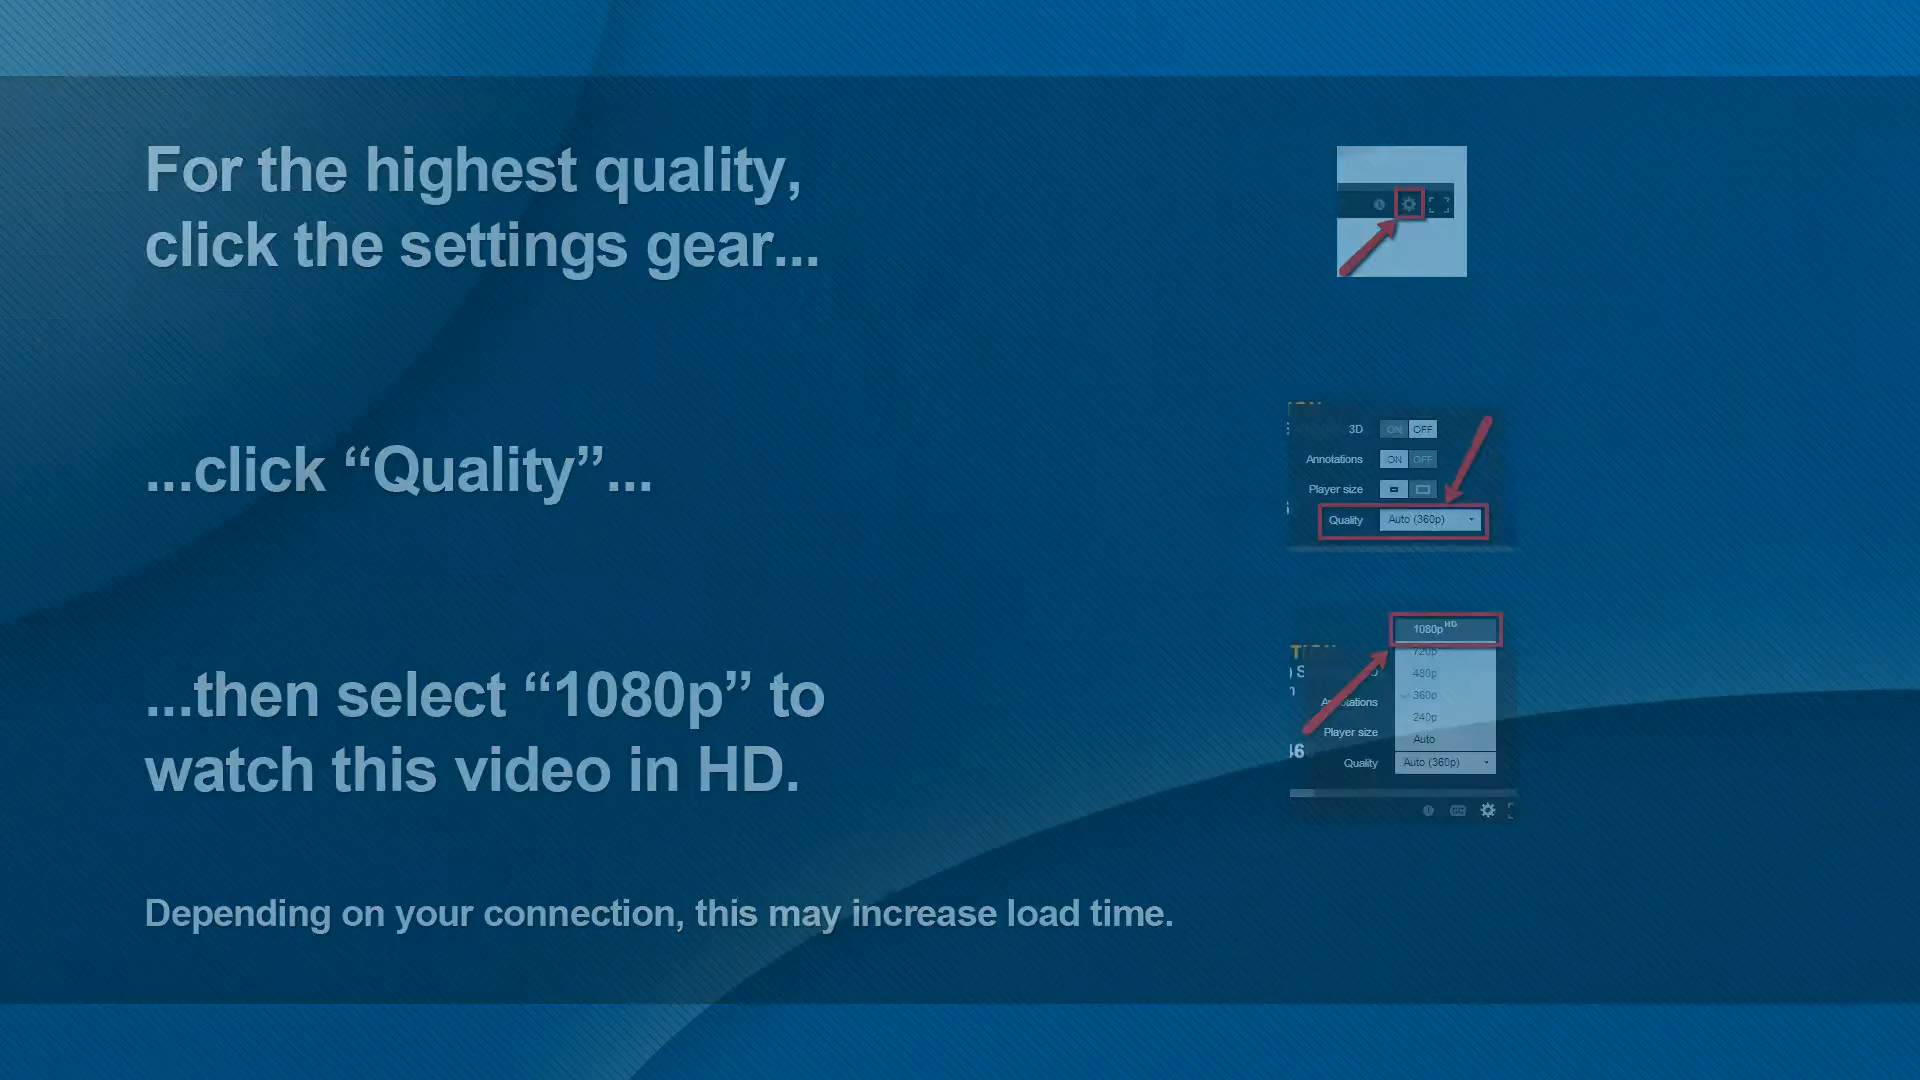 For the highest quality,
click the settings gear...
...click “Quality”...
3D ON OFF
Annotations ON OFF
Player size
Quality Auto (360p)
...then select “1080p” to
watch this video in HD.
1080p HD
720p
480p
360p
240p
Auto
Annotations
Player size
Quality Auto (360p)
Depending on your connection, this may increase load time.